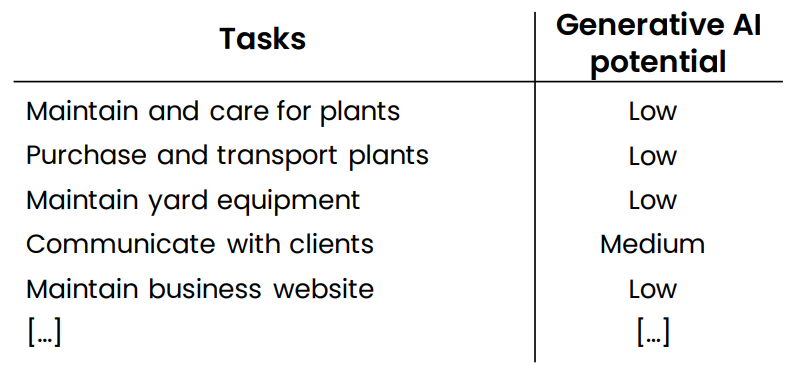 Tasks
Generative AI
potential
Maintain and care for plants Low
Purchase and transport plants Low
Maintain yard equipment Low
Communicate with clients Medium
Maintain business website Low
[...] [...]